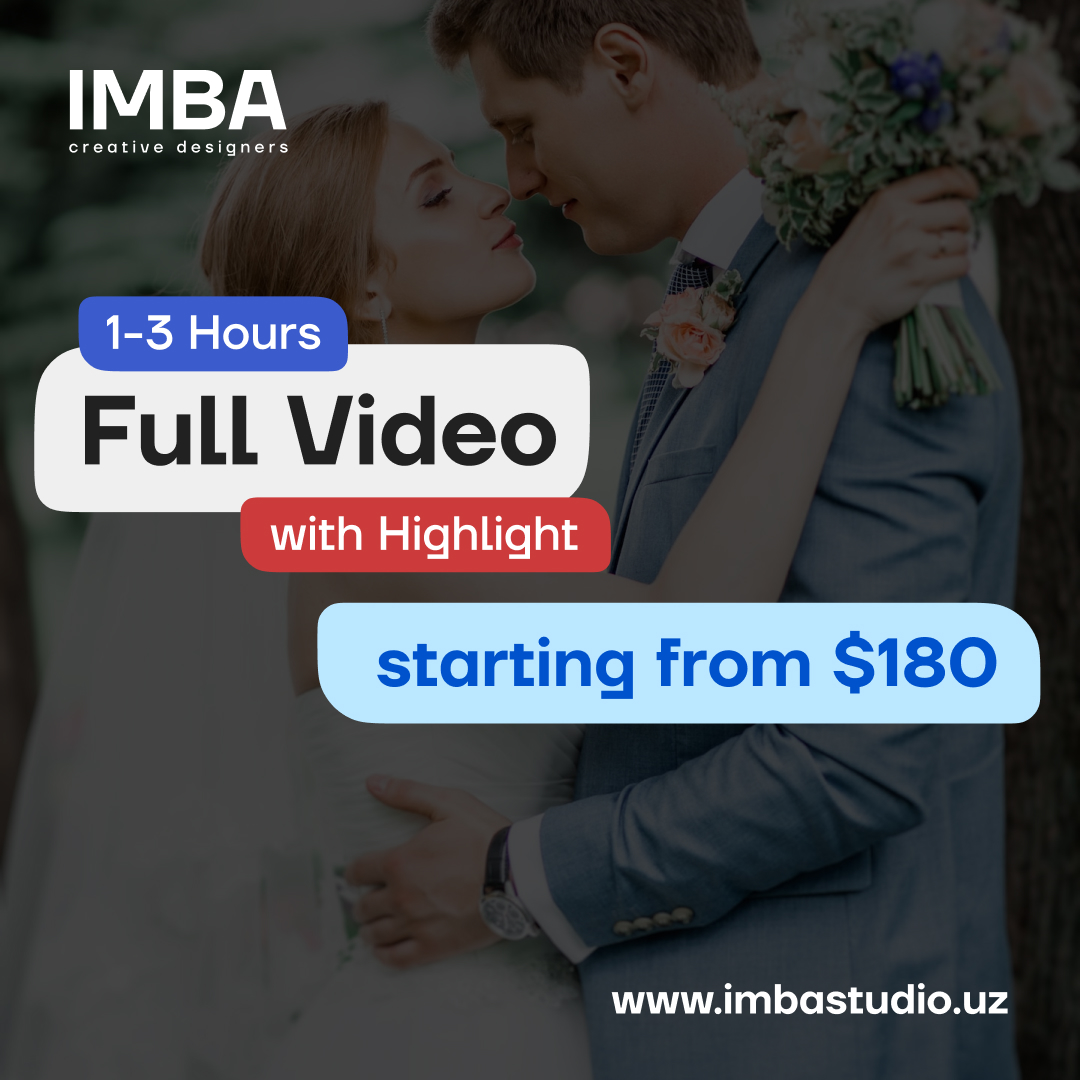 IMBA
creative designers
1-3 Hours
Full Video
with Highlight
starting from $180
www.imbastudio.uz